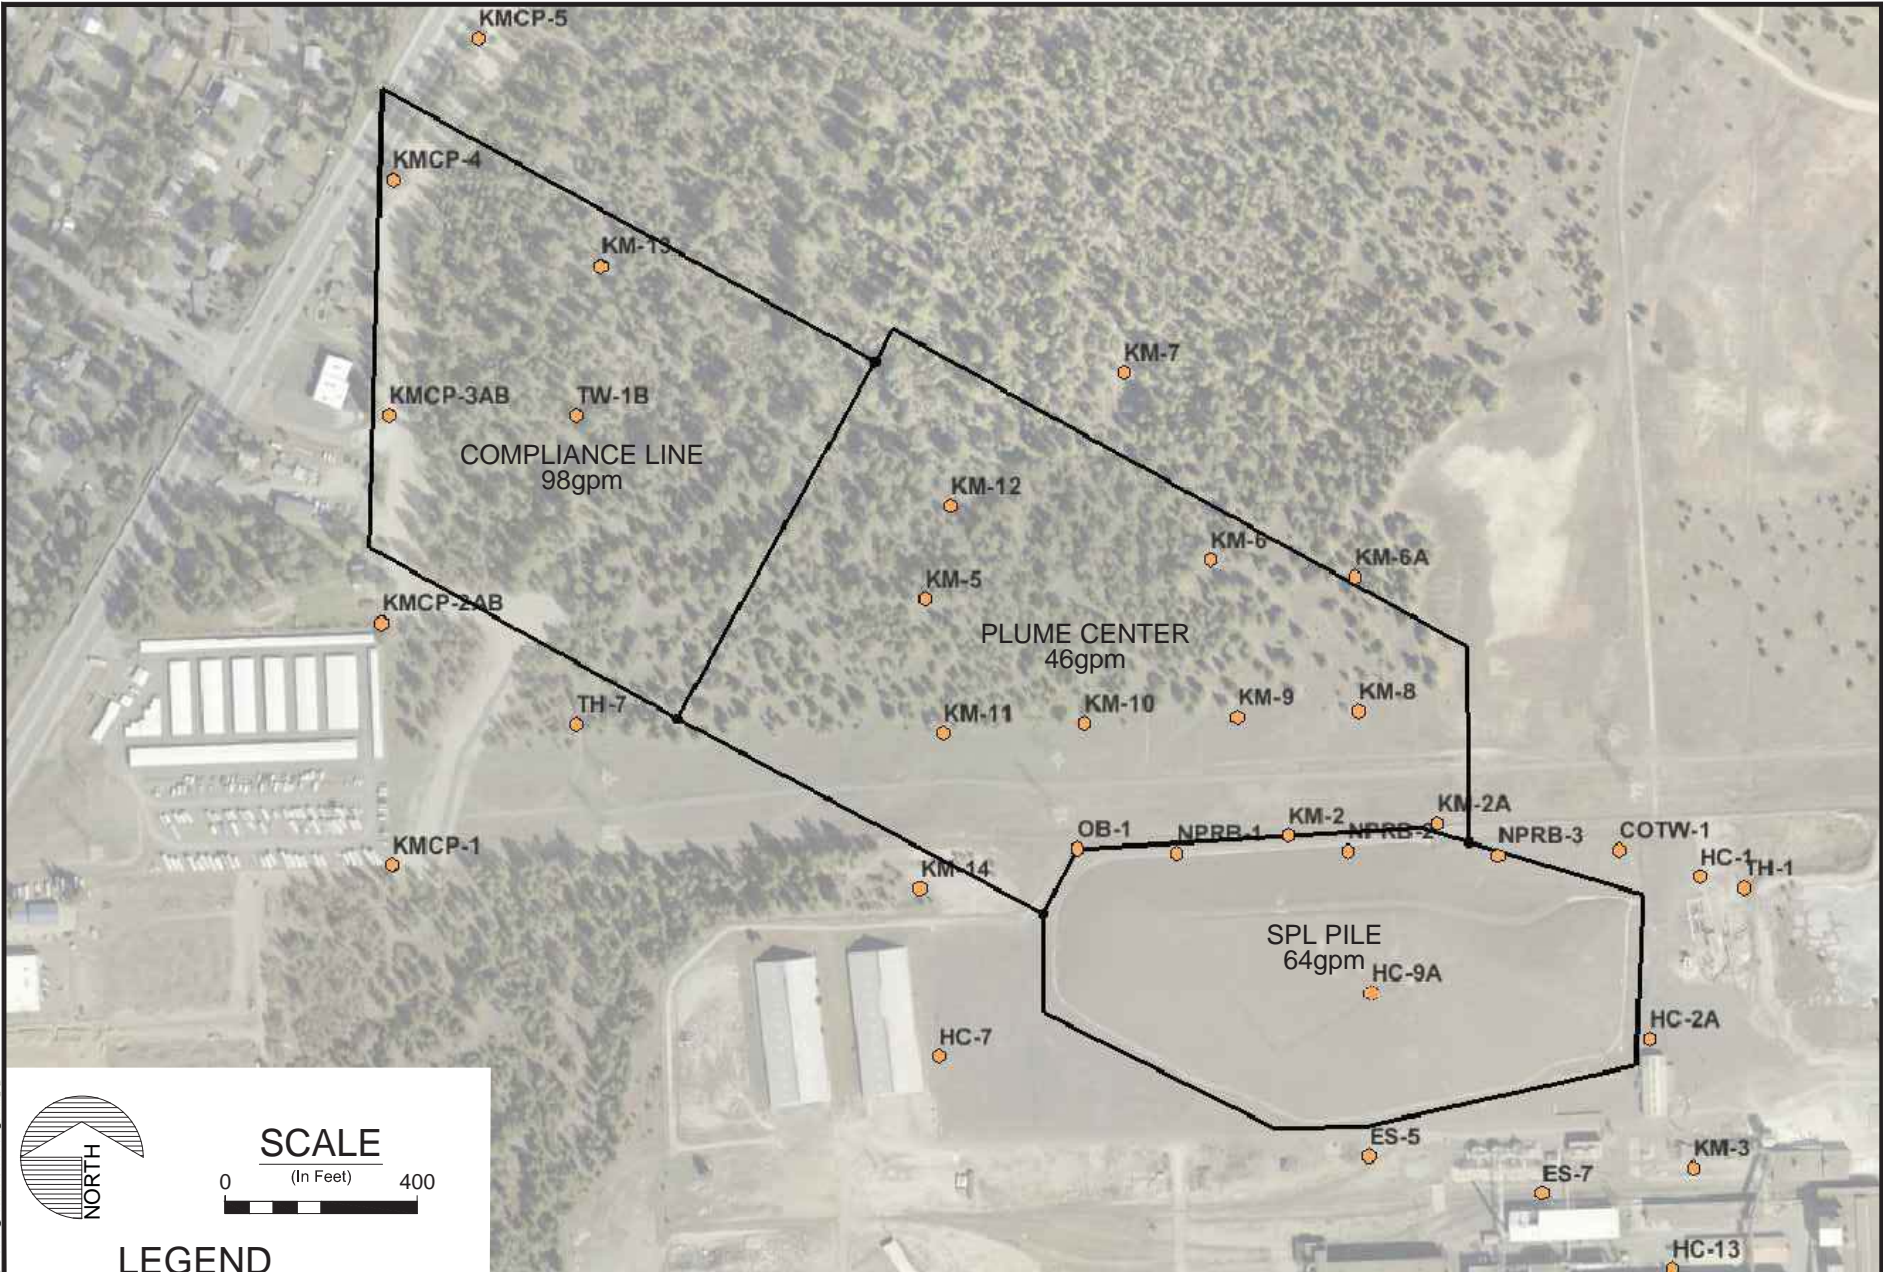 KMCP-5
KMCP-4
KM-13
KM-7
KMCP-3AB
TW-1B
COMPLIANCE LINE
98gpm
KM-12
KM-6
KM-6A
KM-5
KMCP-2AB
PLUME CENTER
46gpm
TH-7
KM-11
KM-10
KM-9
KM-8
KM-2A
OB-1
NPRB-1
KM-2
NPRB-2
NPRB-3
COTW-1
KMCP-1
KM-14
HC-1
TH-1
SPL PILE
64gpm
HC-9A
HC-7
HC-2A
ES-5
KM-3
ES-7
HC-13
NORTH
SCALE
(In Feet)
0 400
LEGEND